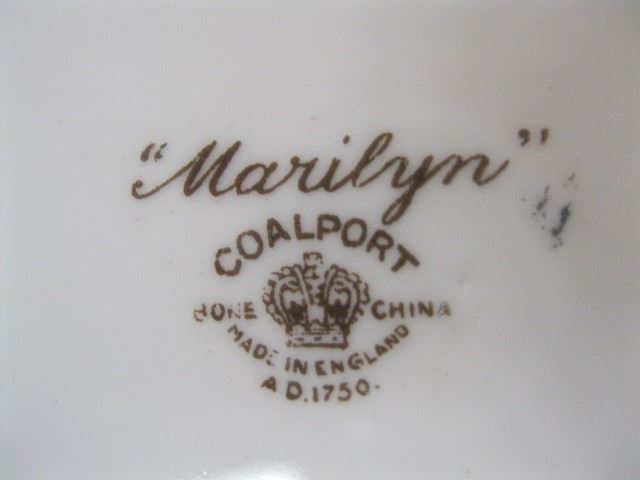 "Marilyn"
COALPORT
BONE CHINA
MADE IN ENGLAND
A.D.1750.